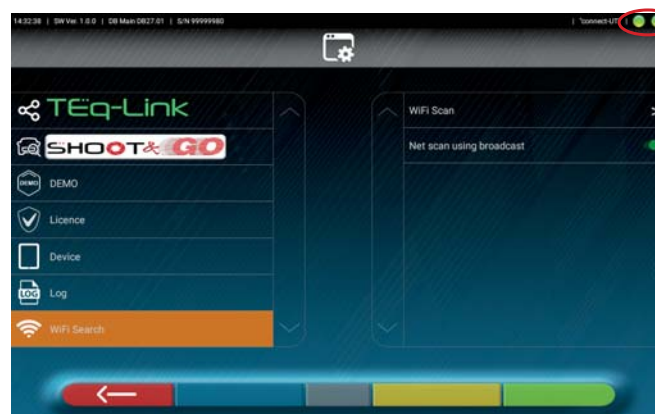 14:32:38 | SW Ver. 1.0.0 | DB Main DB27.01 | S/N 99999980 | "connect-UT" |
TEq-Link
SHOOT& GO
DEMO
DEMO
Licence
Device
LOG
Log
WiFi Search
WiFi Scan
Net scan using broadcast